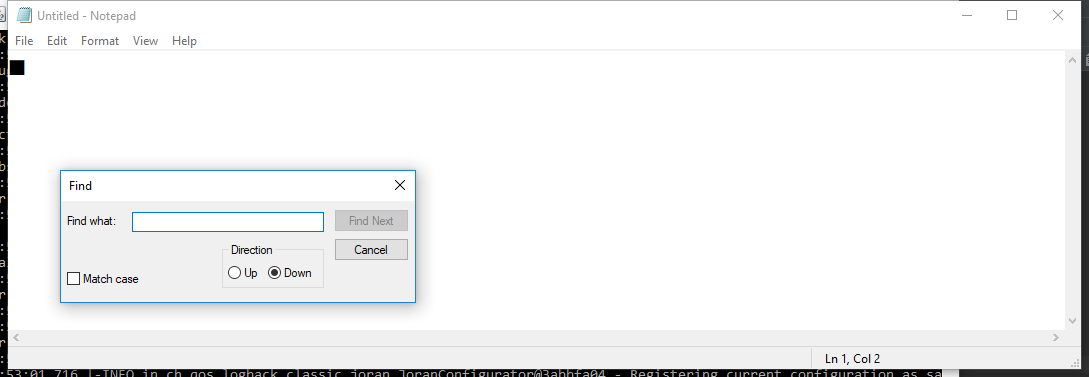 Untitled - Notepad
File Edit Format View Help
Find
Find what:
Find Next
Direction
Cancel
Up Down
Match case
Ln 1, Col 2
:53:01,716 |-INFO in ch.qos.logback.classic.joran.JoranConfigurator@3abbfa04 - Registering current configuration as sa